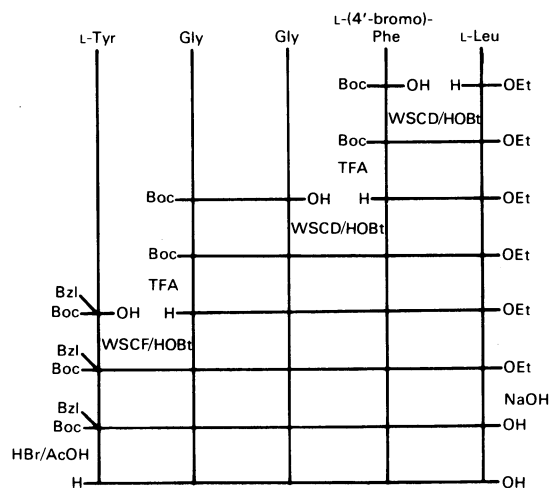 L-(4'-bromo)-
L-Tyr Gly Gly Phe L-Leu
Boc OH H OEt
WSCD/HOBt
Boc OEt
TFA
Boc OH H OEt
WSCD/HOBt
Boc OEt
TFA
Bzl
Boc OH H OEt
WSCF/HOBt
Bzl
Boc OEt
NaOH
Bzl
Boc OH
HBr/AcOH
H OH